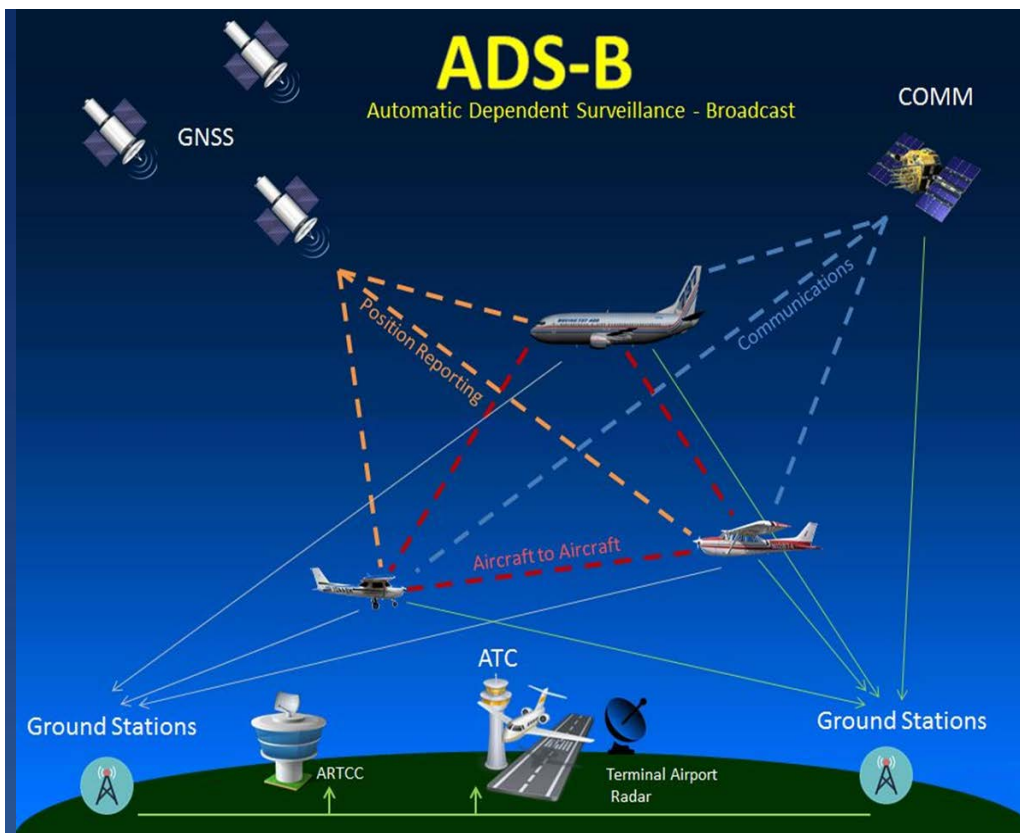 ADS-B
Automatic Dependent Surveillance - Broadcast
GNSS
COMM
Position Reporting
Communications
Aircraft to Aircraft
ATC
Ground Stations
Ground Stations
ARTCC
Terminal Airport
Radar